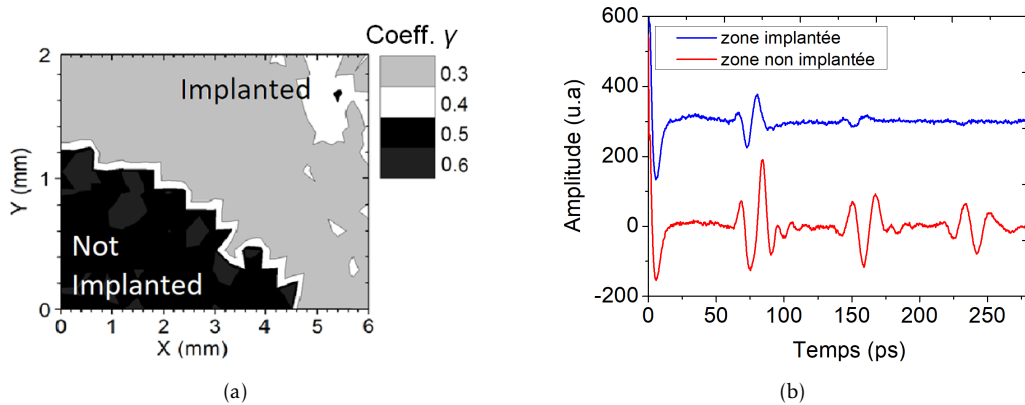 Coeff. γ
0.3
0.4
0.5
0.6
Implanted
Not
Implanted
2
1
0
Y (mm)
0 1 2 3 4 5 6
X (mm)
(a)
600
400
200
0
-200
Amplitude (u.a)
zone implantée
zone non implantée
0 50 100 150 200 250
Temps (ps)
(b)